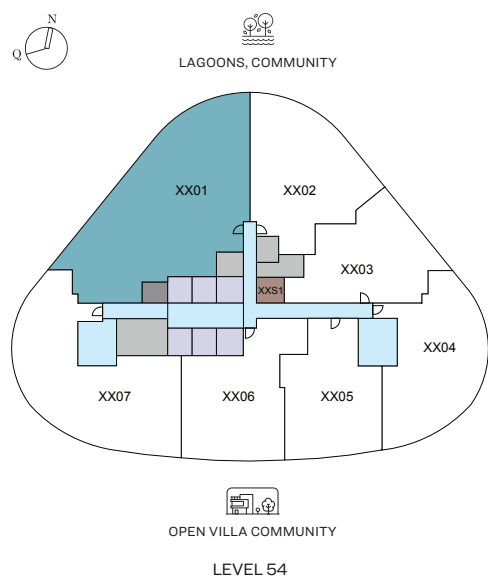 N
Q
LAGOONS, COMMUNITY
XX01
XX02
XX03
XXS1
XX04
XX07
XX06
XX05
OPEN VILLA COMMUNITY
LEVEL 54